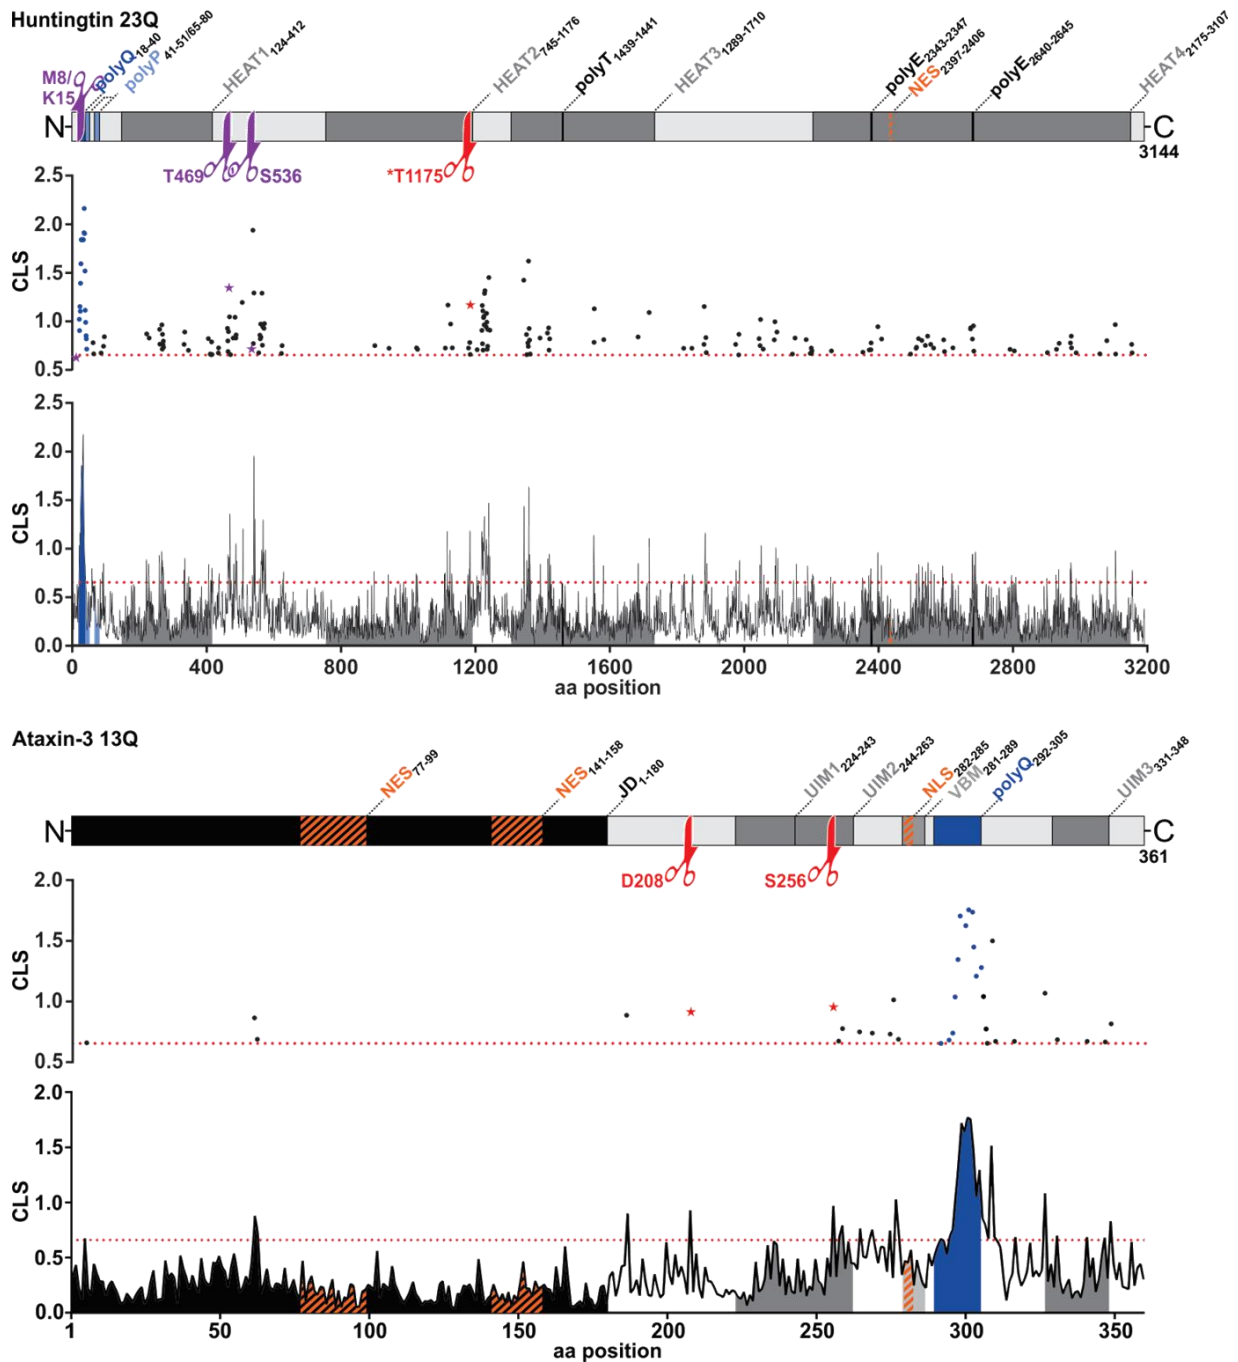 Huntingtin 23Q
M8/
K15
polyQ18-40
polyP41-51/65-80
HEAT1124-412
HEAT2745-1176
polyT1439-1441
HEAT31289-1710
polyE2343-2347
NES2397-2406
polyE2640-2645
HEAT42175-3107
N
C
3144
T469
S536
*T1175
2.5
2.0
1.5
1.0
0.5
CLS
2.5
2.0
1.5
1.0
0.5
0.0
CLS
0 400 800 1200 1600 2000 2400 2800 3200
aa position
Ataxin-3 13Q
NES77-99
NES141-158
JD1-180
UIM1224-243
UIM2244-263
NLS282-285
VBM281-289
polyQ292-305
UIM3331-348
N
C
361
D208
S256
2.0
1.5
1.0
0.5
CLS
2.0
1.5
1.0
0.5
0.0
CLS
1 50 100 150 200 250 300 350
aa position